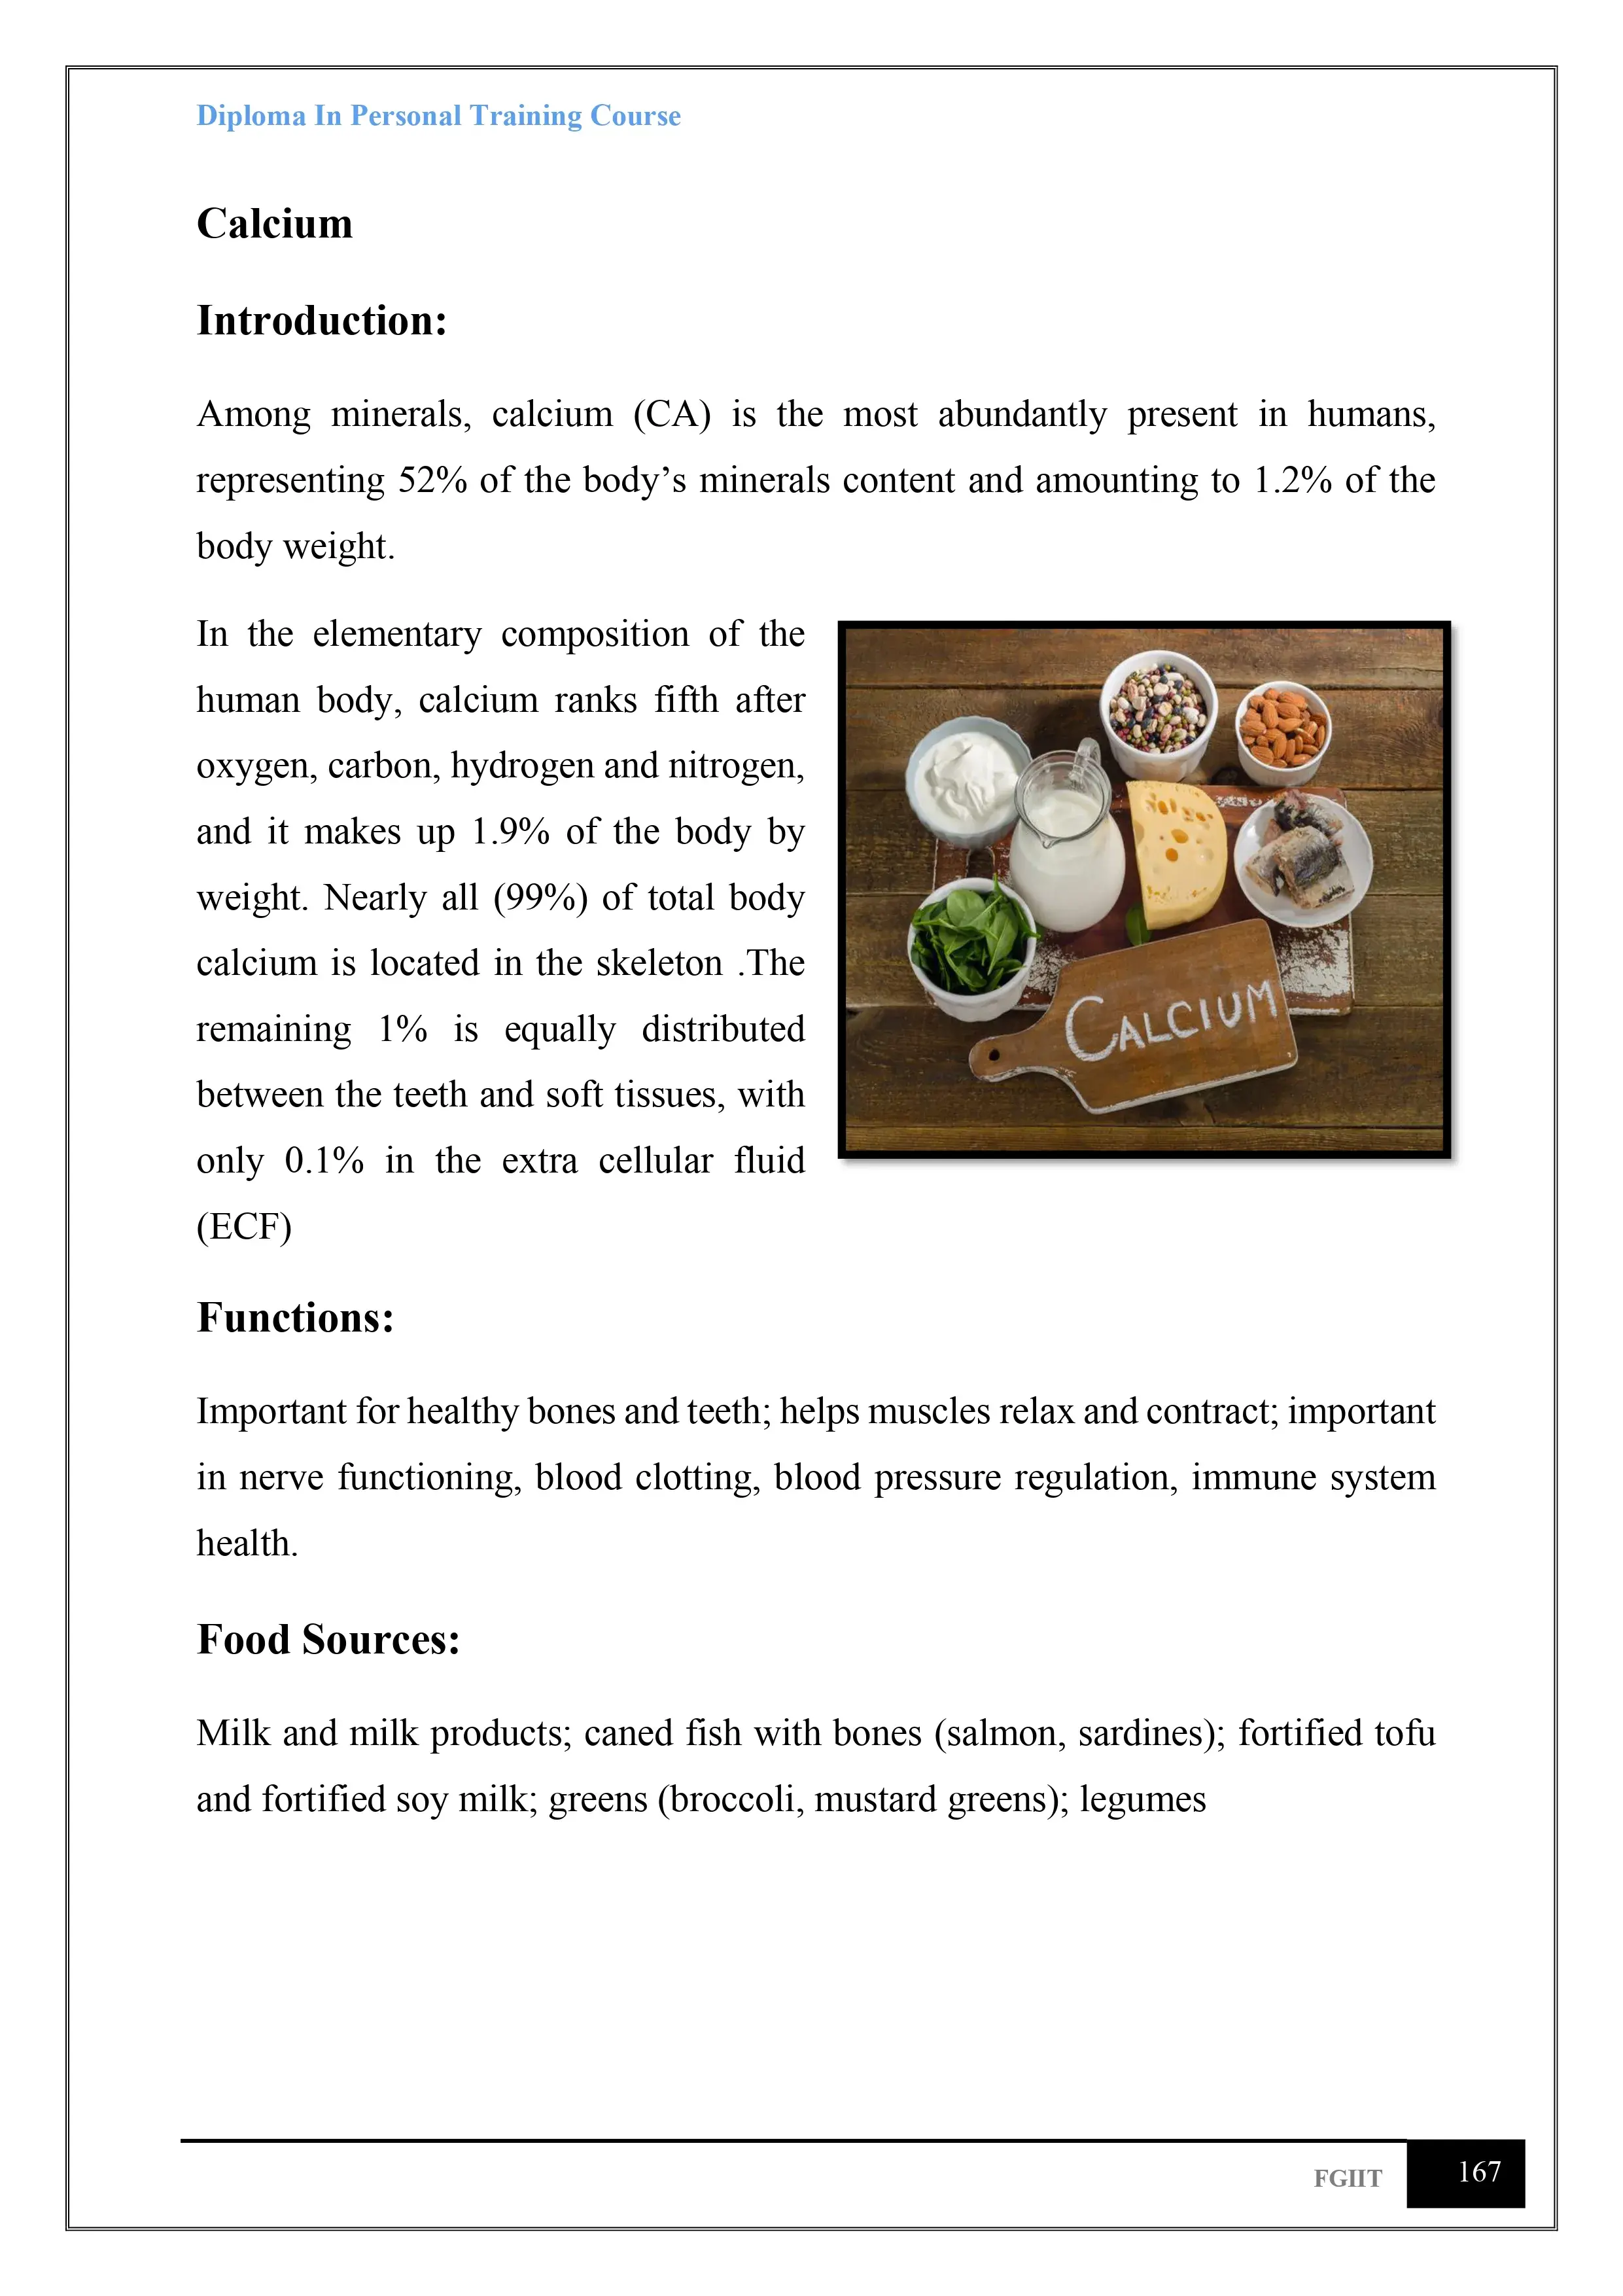 Diploma In Personal Training Course
Calcium
Introduction:
Among minerals, calcium (CA) is the most abundantly present in humans,
representing 52% of the body’s minerals content and amounting to 1.2% of the
body weight.
In the elementary composition of the
human body, calcium ranks fifth after
oxygen, carbon, hydrogen and nitrogen,
and it makes up 1.9% of the body by
weight. Nearly all (99%) of total body
calcium is located in the skeleton .The
remaining 1% is equally distributed
between the teeth and soft tissues, with
only 0.1% in the extra cellular fluid
(ECF)
CALCIUM
Functions:
Important for healthy bones and teeth; helps muscles relax and contract; important
in nerve functioning, blood clotting, blood pressure regulation, immune system
health.
Food Sources:
Milk and milk products; caned fish with bones (salmon, sardines); fortified tofu
and fortified soy milk; greens (broccoli, mustard greens); legumes
FGIIT
167